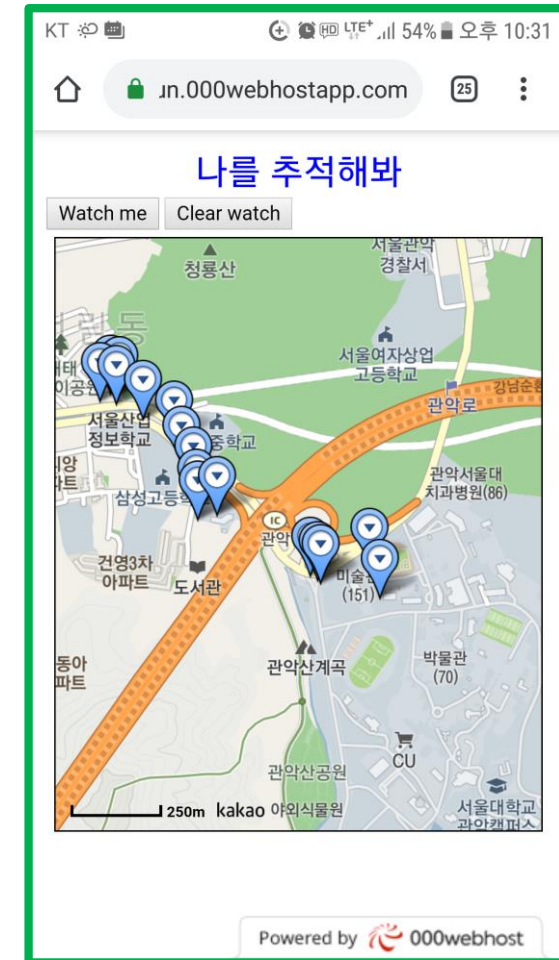 KT
LTE+ 54% 오후 10:31
un.000webhostapp.com 25
나를 추적해봐
Watch me Clear watch
서울관악
경찰서
청룡산
서울여자상업
고등학교
강남순환
관악로
서울산업
정보학교
중학교
관악서울대
치과병원(86)
삼성고등
IC
관악
건영3차
아파트
도서관
미술관
(151)
동아
파트
관악산계곡
박물관
(70)
CU
관악산공원
250m kakao 야외식물원
서울대학교
관악캠퍼스
Powered by 000webhost